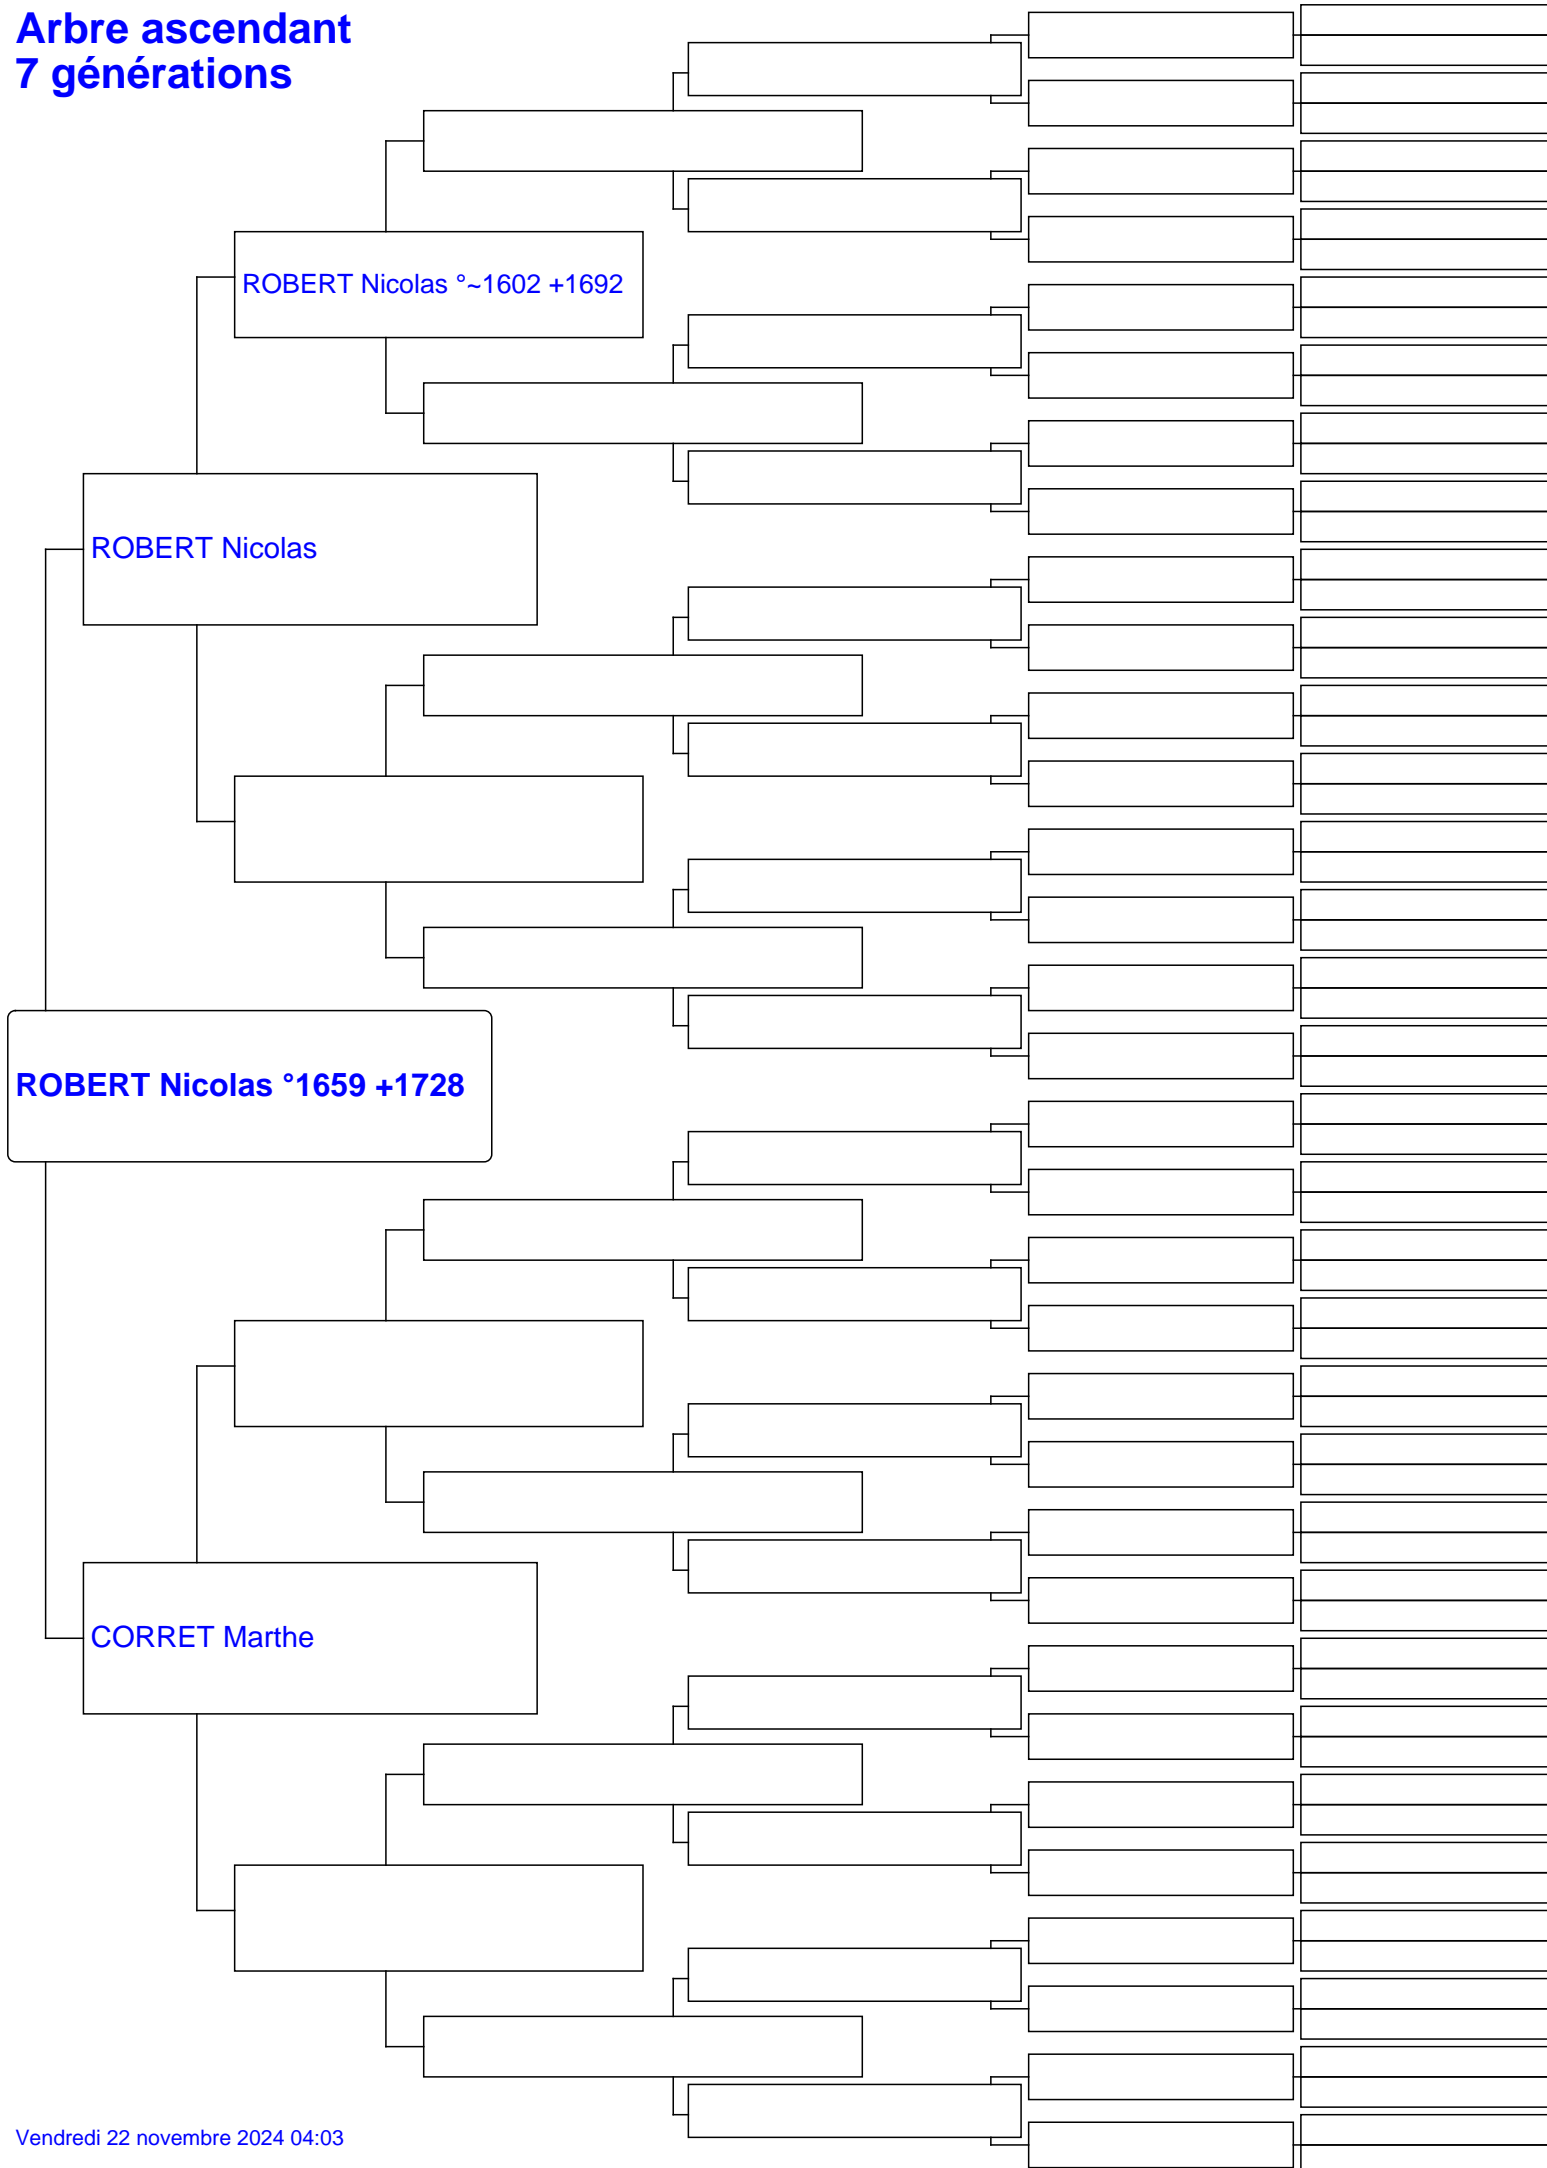 Arbre ascendant
7 générations
ROBERT Nicolas °~1602 +1692
ROBERT Nicolas
ROBERT Nicolas °1659 +1728
CORRET Marthe
Vendredi 22 novembre 2024 04:03